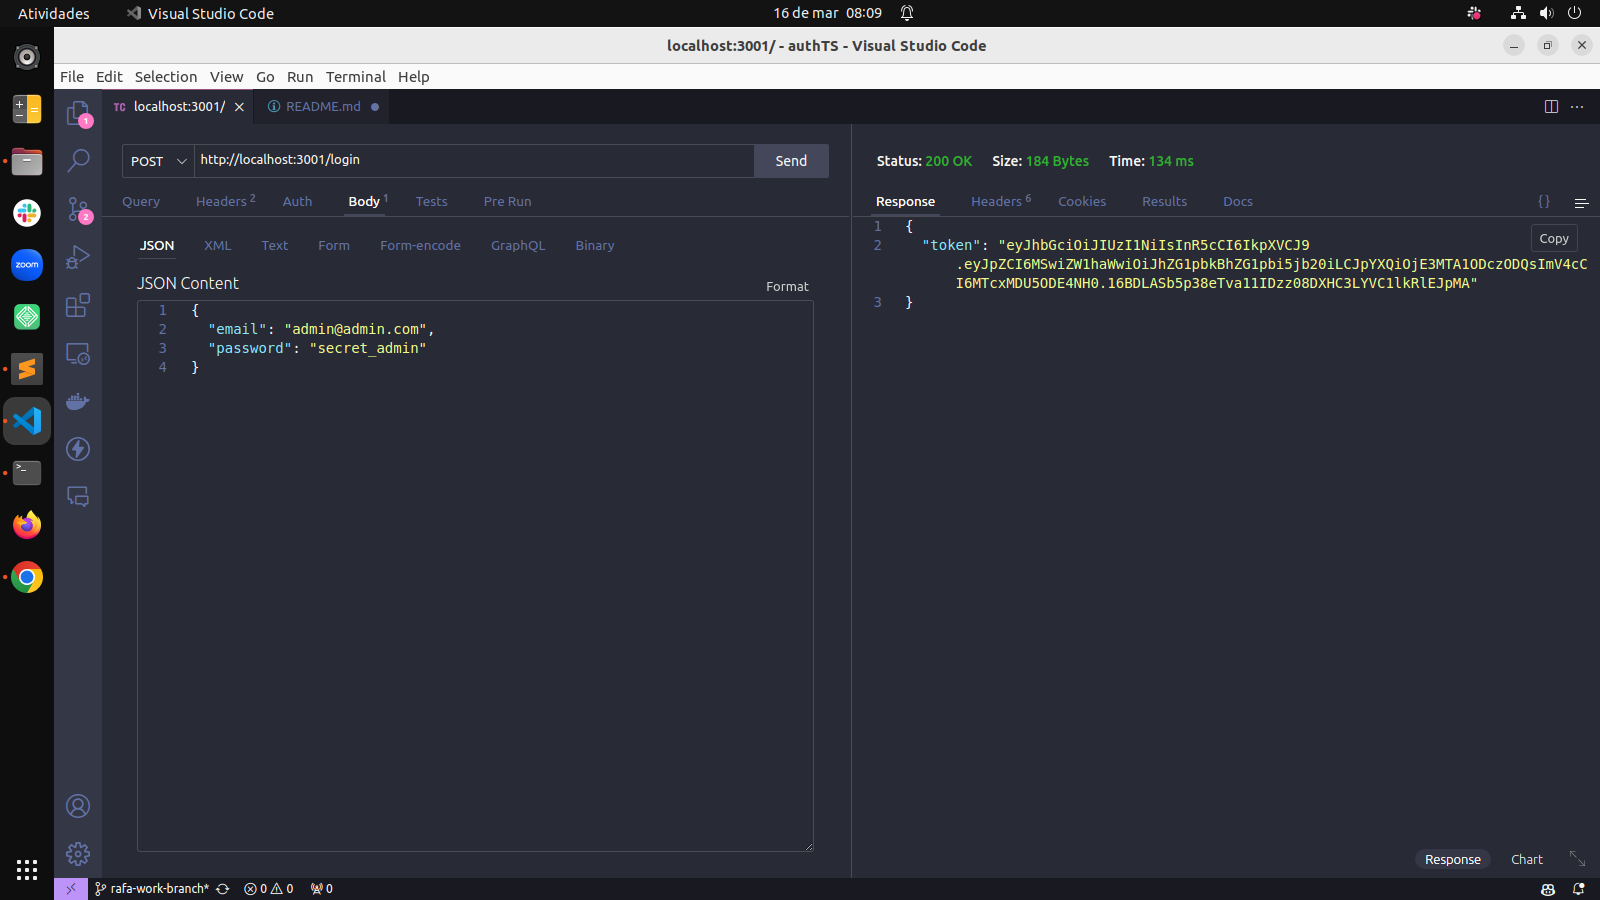 Atividades
Visual Studio Code
16 de mar 08:09
localhost:3001/ - authTS - Visual Studio Code
File Edit Selection View Go Run Terminal Help
TC localhost:3001/
README.md
1
2
zoom
POST
http://localhost:3001/login
Send
Query Headers 2 Auth Body 1 Tests Pre Run
JSON XML Text Form Form-encode GraphQL Binary
JSON Content
Format
1 {
2 "email": "admin@admin.com",
3 "password": "secret_admin"
4 }
Status: 200 OK Size: 184 Bytes Time: 134 ms
Response Headers 6 Cookies Results Docs {}
Copy
1 {
2 "token": "eyJhbGciOiJIUzI1NiIsInR5cCI6IkpXVCJ9
.eyJpZCI6MSwiZW1haWwiOiJhZG1pbkBhZG1pbi5jb20iLCJpYXQiOjE3MTA1ODczODQsImV4cC
I6MTcxMDU5ODE4NH0.16BDLASb5p38eTva11IDzz08DXHC3LYVC1lkRlEJpMA"
3 }
Response Chart
rafa-work-branch* 0 0 0